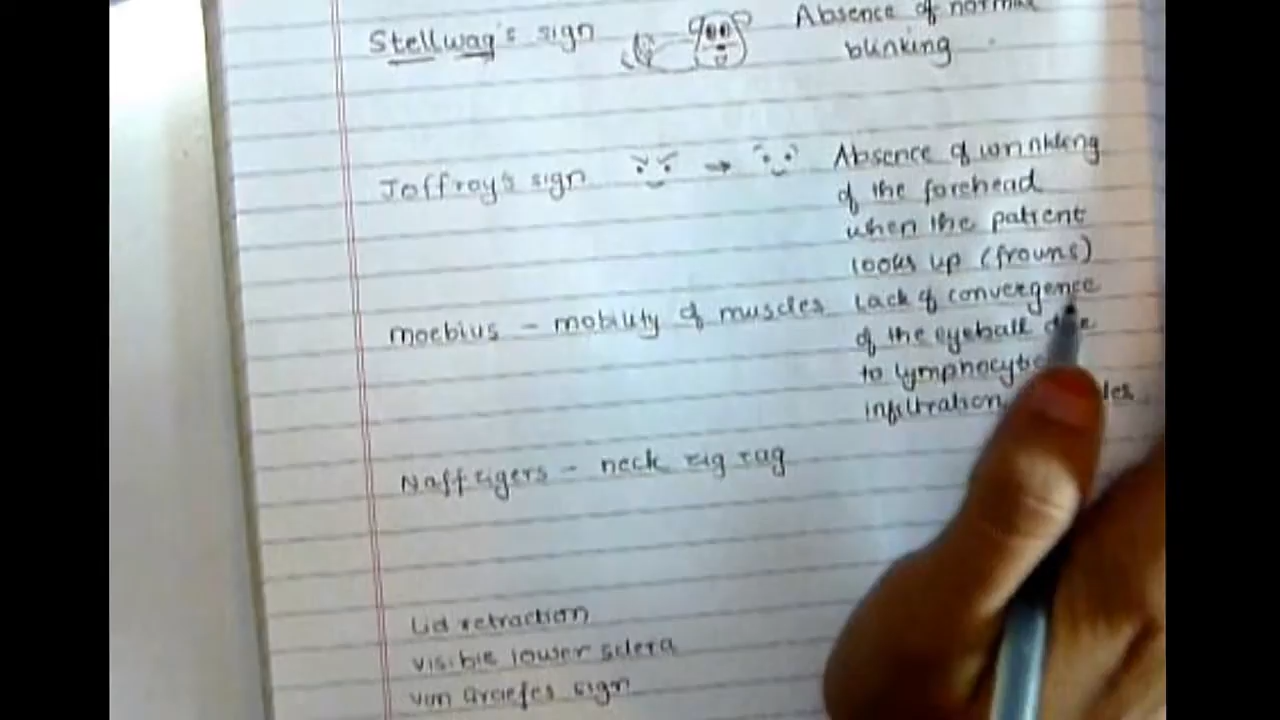 Stellwag's sign Absence of normal
blinking
Joffroy's sign → Absence of wrinkling
of the forehead
when the patient
looks up (frowns)
moebius - mobility of muscles Lack of convergence
of the eyeball
to lymphocytic
infiltration
Naffzigers - neck zig zag
Lid retraction
visible lower sclera
von Graefes sign